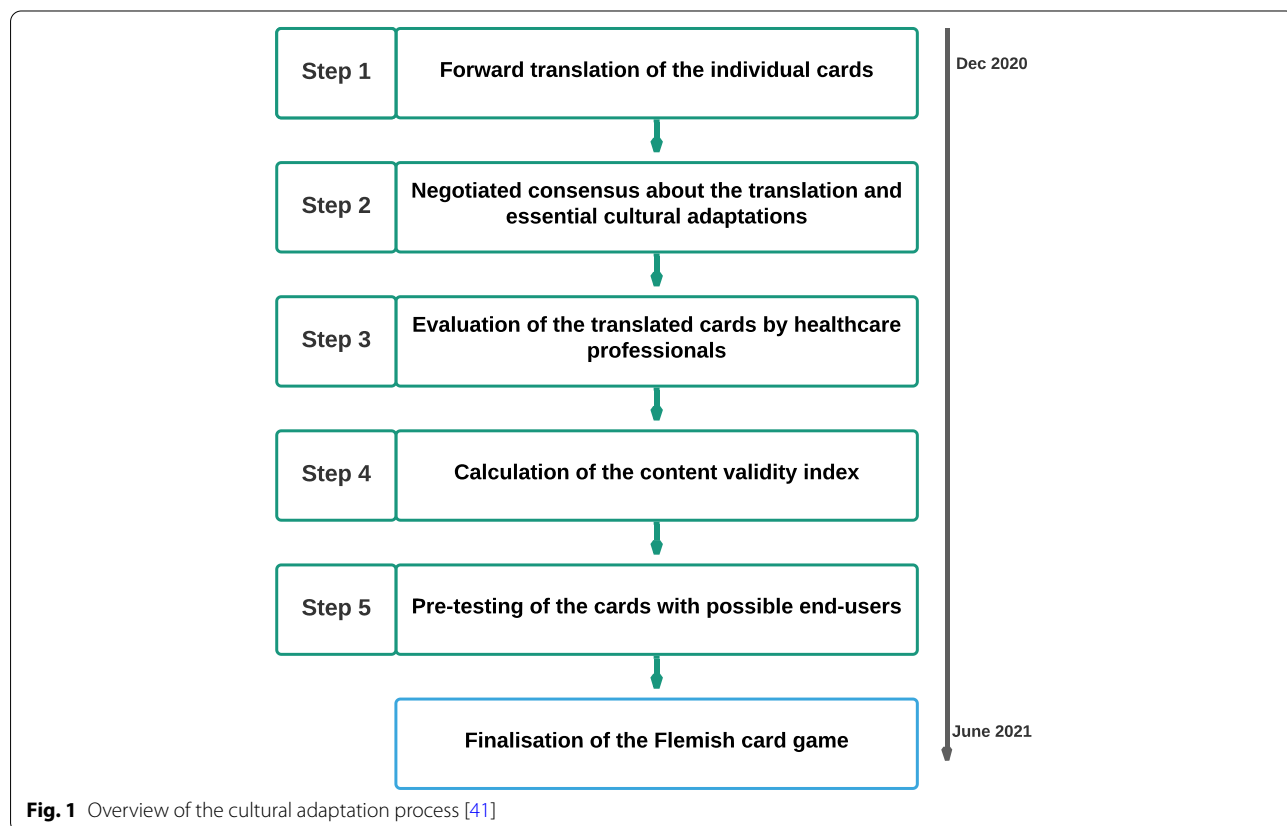 Step 1
Forward translation of the individual cards
Dec 2020
Step 2
Negotiated consensus about the translation and
essential cultural adaptations
Step 3
Evaluation of the translated cards by healthcare
professionals
Step 4
Calculation of the content validity index
Step 5
Pre-testing of the cards with possible end-users
Finalisation of the Flemish card game
June 2021
Fig. 1 Overview of the cultural adaptation process [41]